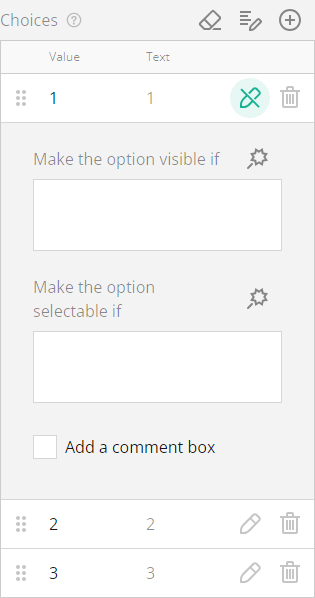 Choices
Value Text
1 1
Make the option visible if
Make the option
selectable if
Add a comment box
2 2
3 3